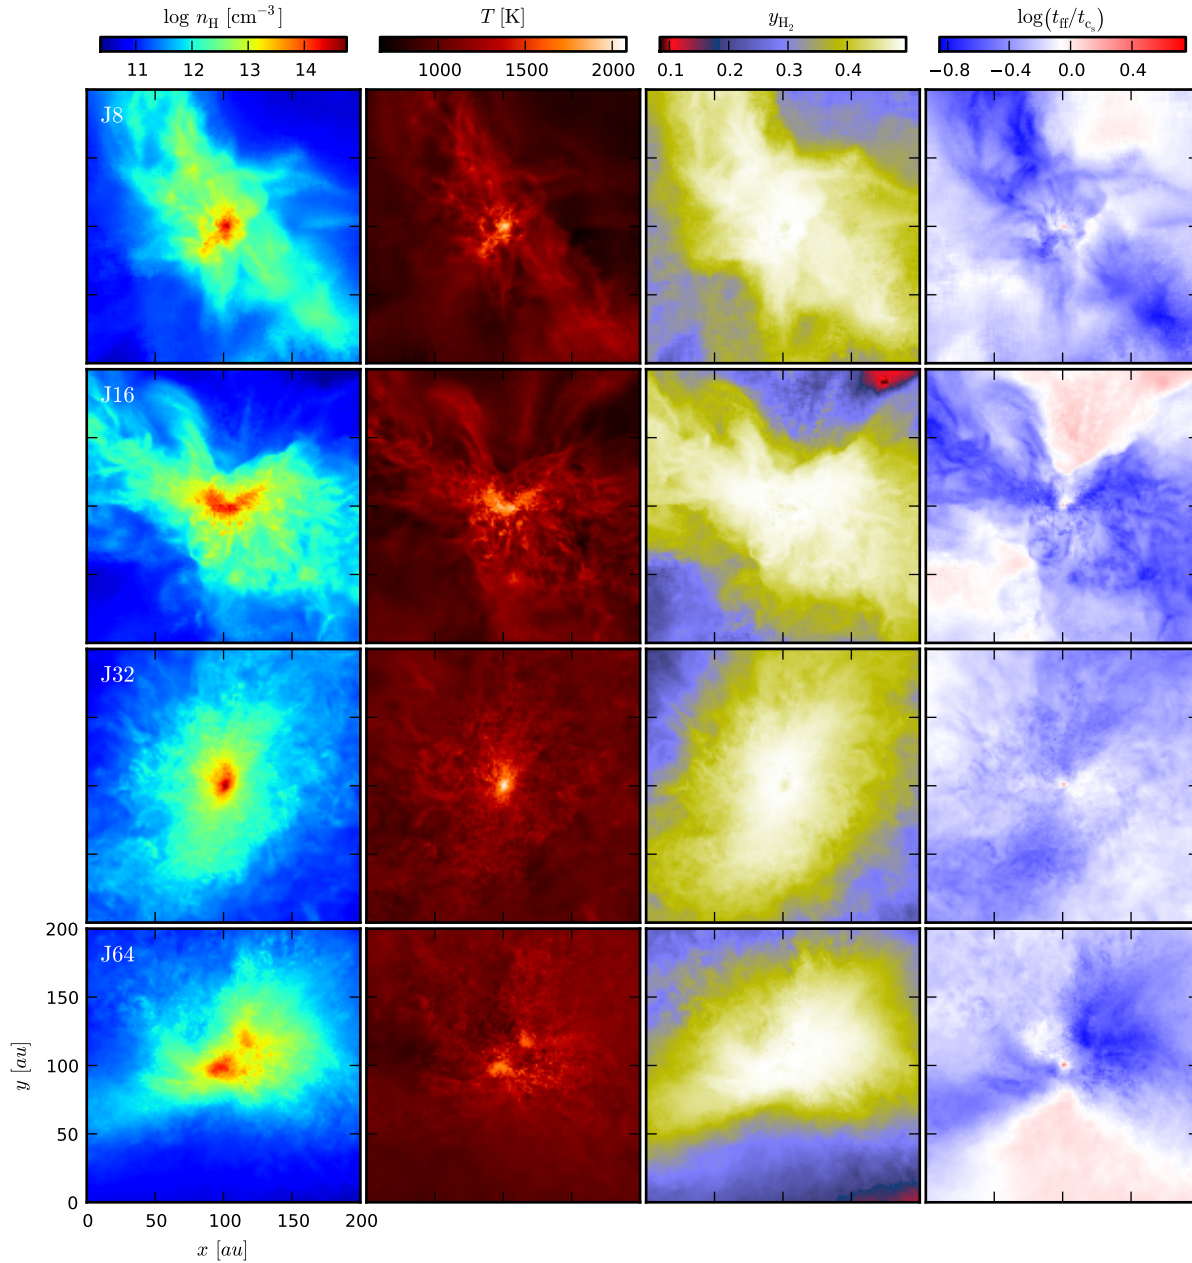 log n_H [cm^−3] T [K] y_H_2 log(t_ff/t_c_s)
11 12 13 14 1000 1500 2000 0.1 0.2 0.3 0.4 −0.8 −0.4 0.0 0.4
J8
J16
J32
200
J64
150
100
50
0
y [au]
0 50 100 150 200
x [au]